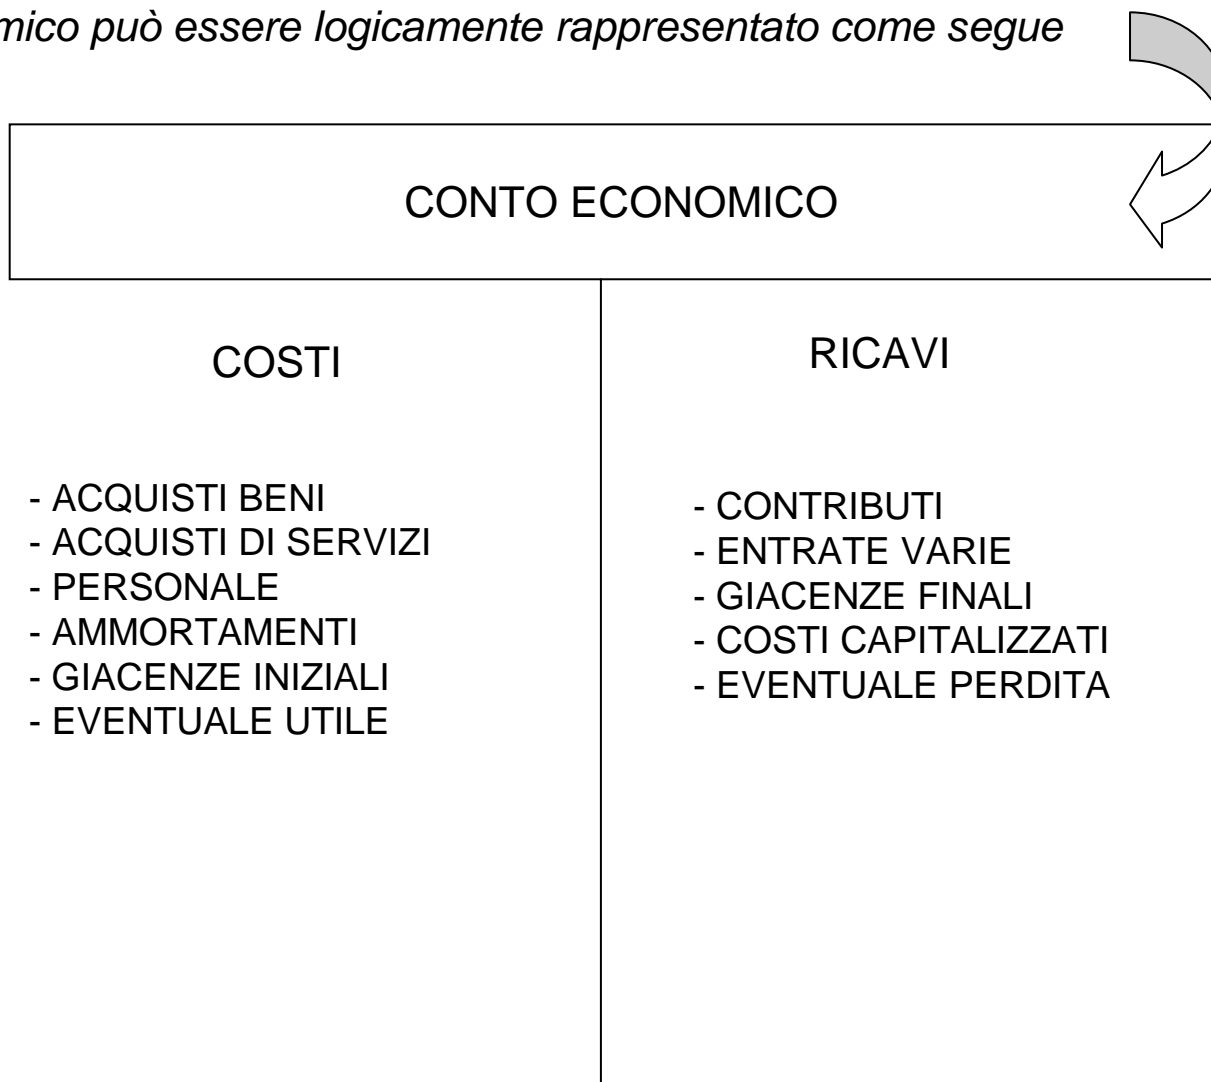 mico può essere logicamente rappresentato come segue
CONTO ECONOMICO
COSTI
- ACQUISTI BENI
- ACQUISTI DI SERVIZI
- PERSONALE
- AMMORTAMENTI
- GIACENZE INIZIALI
- EVENTUALE UTILE
RICAVI
- CONTRIBUTI
- ENTRATE VARIE
- GIACENZE FINALI
- COSTI CAPITALIZZATI
- EVENTUALE PERDITA